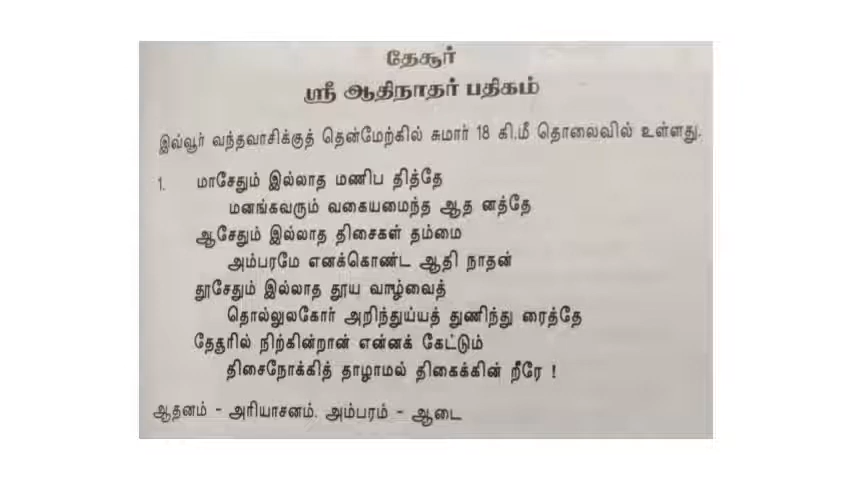 தேசூர்
ஸ்ரீ ஆதிநாதர் பதிகம்
இவ்வூர் வந்தவாசிக்குத் தென்மேற்கில் சுமார் 18 கி.மீ தொலைவில் உள்ளது.
1. மாசேதும் இல்லாத மணிப தித்தே
மனங்கவரும் வகையமைந்த ஆத னத்தே
ஆசேதும் இல்லாத திசைகள் தம்மை
அம்பரமே எனக்கொண்ட ஆதி நாதன்
தூசேதும் இல்லாத தூய வாழ்வைத்
தொல்லுலகோர் அறிந்துய்யத் துணிந்து ரைத்தே
தேசூரில் நிற்கின்றான் என்னக் கேட்டும்
திசைநோக்கித் தாழாமல் திகைக்கின் றீரே !
ஆதனம் - அரியாசனம். அம்பரம் - ஆடை